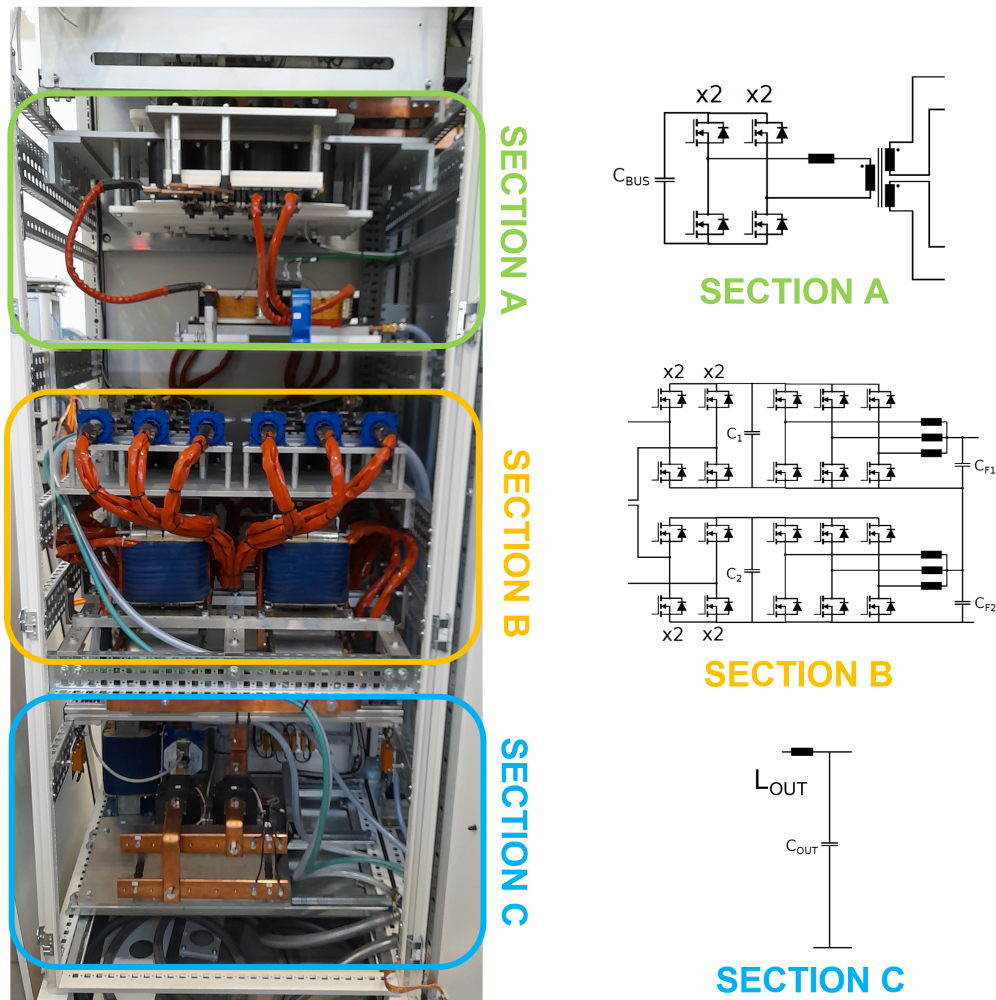 SECTION A
SECTION B
SECTION C
x2 x2
C_BUS
SECTION A
x2 x2
C_1
C_F1
C_2
C_F2
x2 x2
SECTION B
L_OUT
C_OUT
SECTION C